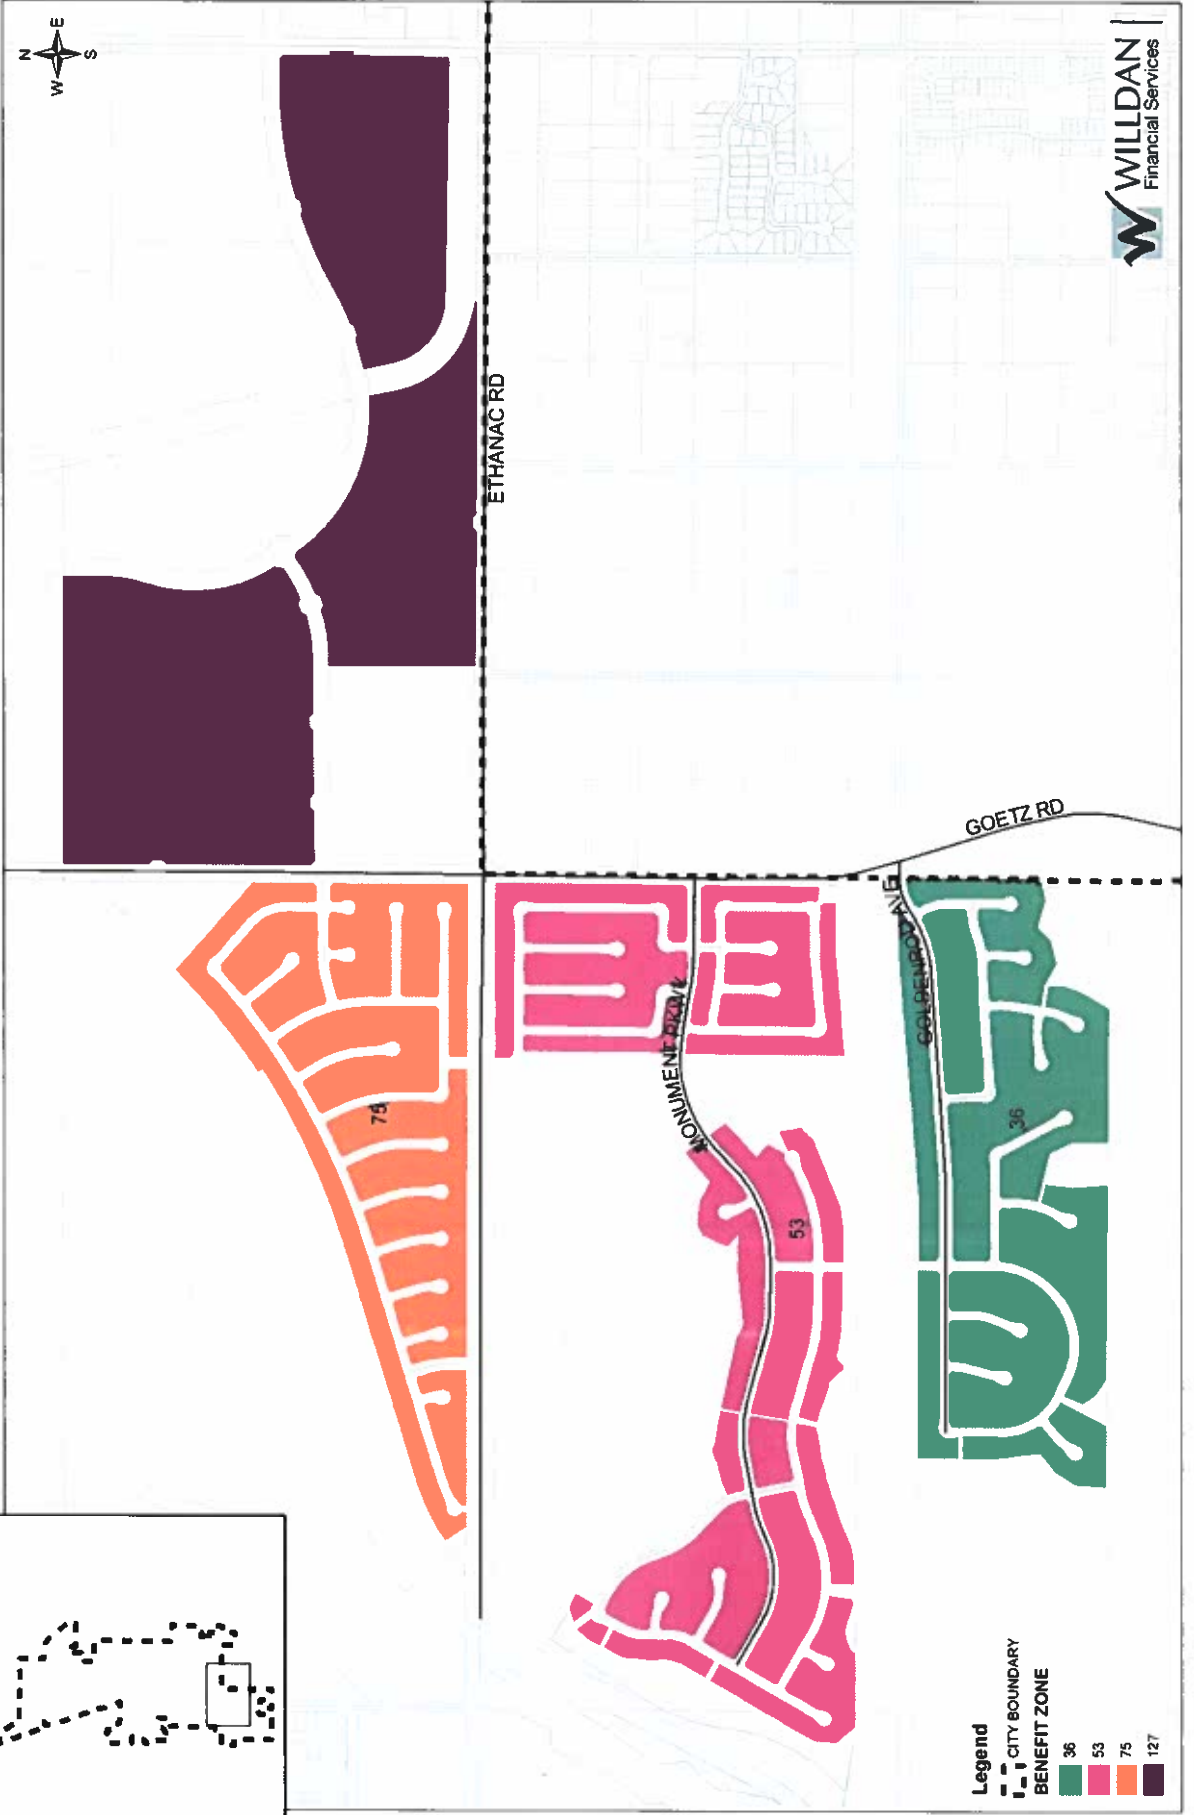 N
W E
S
ETHANAC RD
GOETZ RD
MONUMENT PKWY
GOLDENROD AVE
75
53
36
Legend
CITY BOUNDARY
BENEFIT ZONE
36
53
75
127
WILLDAN
Financial Services